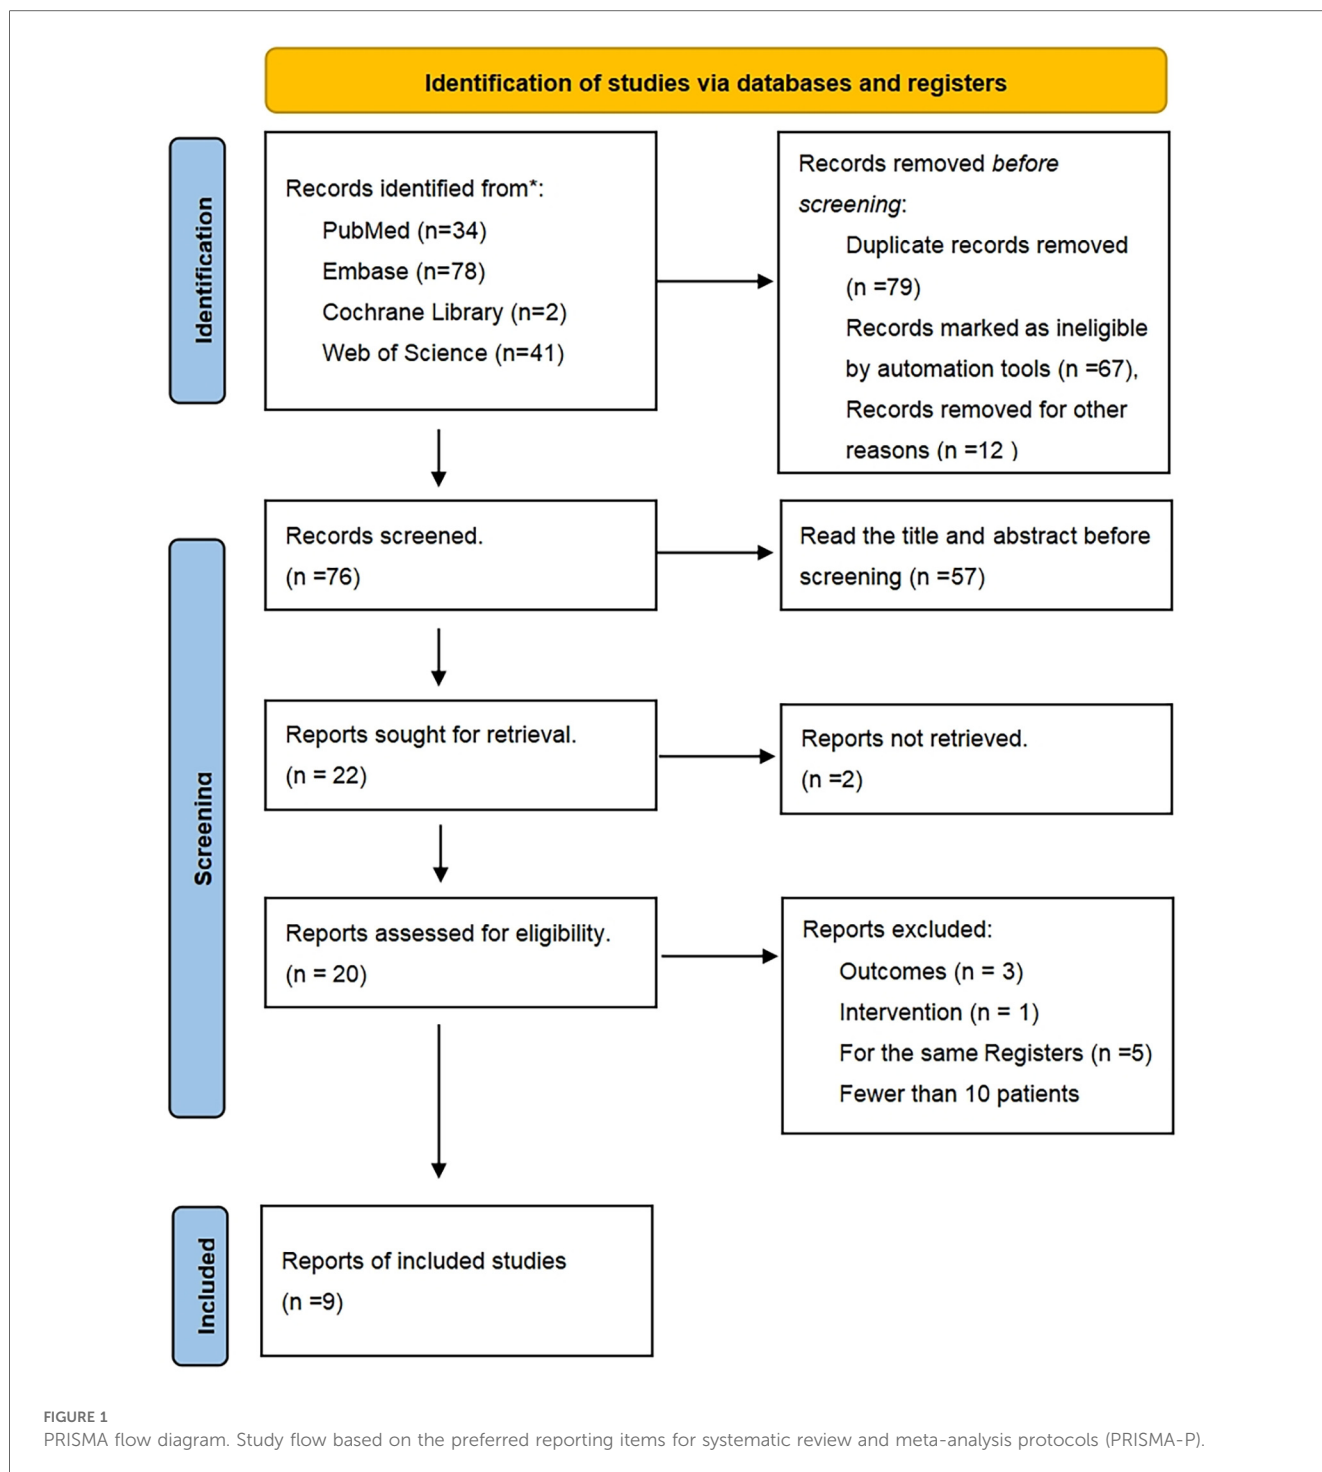 Identification of studies via databases and registers
Identification
Records identified from*:
PubMed (n=34)
Embase (n=78)
Cochrane Library (n=2)
Web of Science (n=41)
Records removed before
screening:
Duplicate records removed
(n =79)
Records marked as ineligible
by automation tools (n =67),
Records removed for other
reasons (n =12 )
Screening
Records screened.
(n =76)
Read the title and abstract before
screening (n =57)
Reports sought for retrieval.
(n = 22)
Reports not retrieved.
(n =2)
Reports assessed for eligibility.
(n = 20)
Reports excluded:
Outcomes (n = 3)
Intervention (n = 1)
For the same Registers (n =5)
Fewer than 10 patients
Included
Reports of included studies
(n =9)
FIGURE 1
PRISMA flow diagram. Study flow based on the preferred reporting items for systematic review and meta-analysis protocols (PRISMA-P).